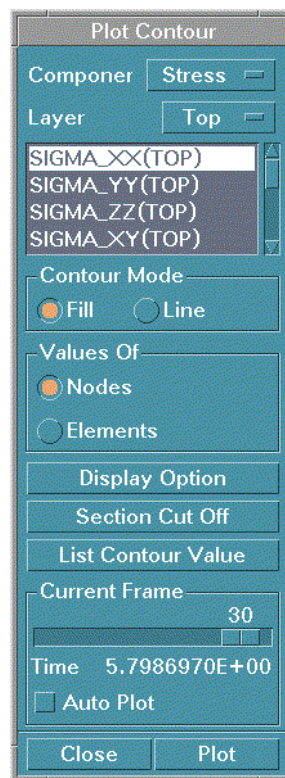 Plot Contour
Componer Stress
Layer Top
SIGMA_XX(TOP)
SIGMA_YY(TOP)
SIGMA_ZZ(TOP)
SIGMA_XY(TOP)
Contour Mode
Fill Line
Values Of
Nodes
Elements
Display Option
Section Cut Off
List Contour Value
Current Frame
30
Time 5.7986970E+00
Auto Plot
Close Plot